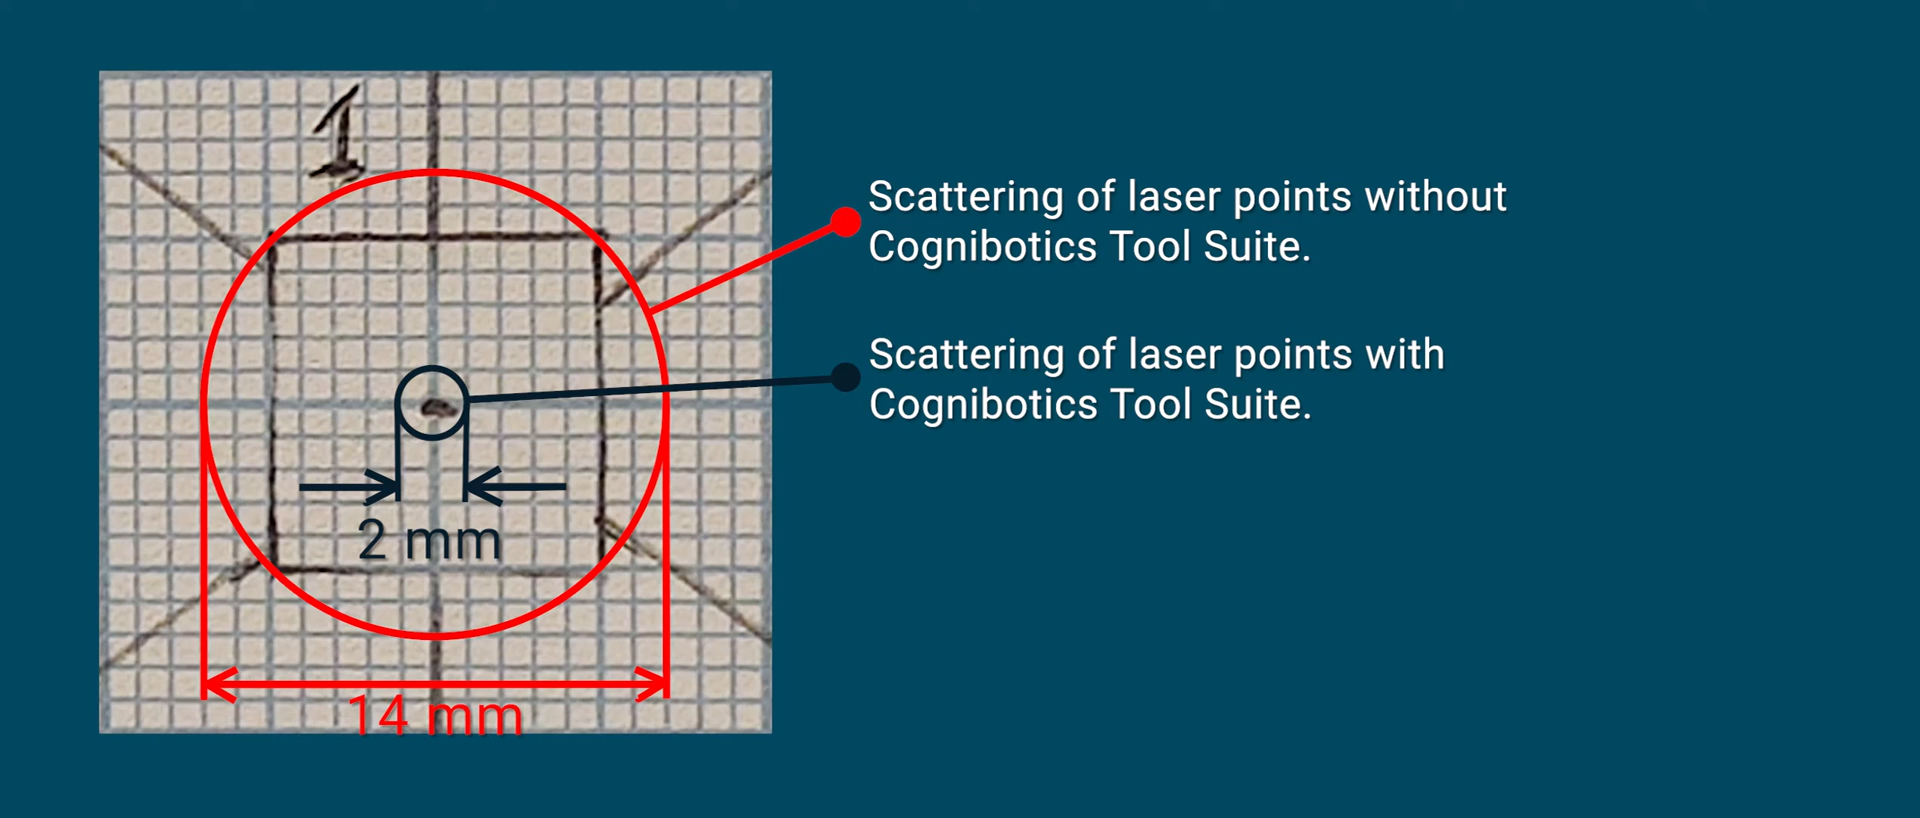 1
Scattering of laser points without
Cognibotics Tool Suite.
Scattering of laser points with
Cognibotics Tool Suite.
2 mm
14 mm